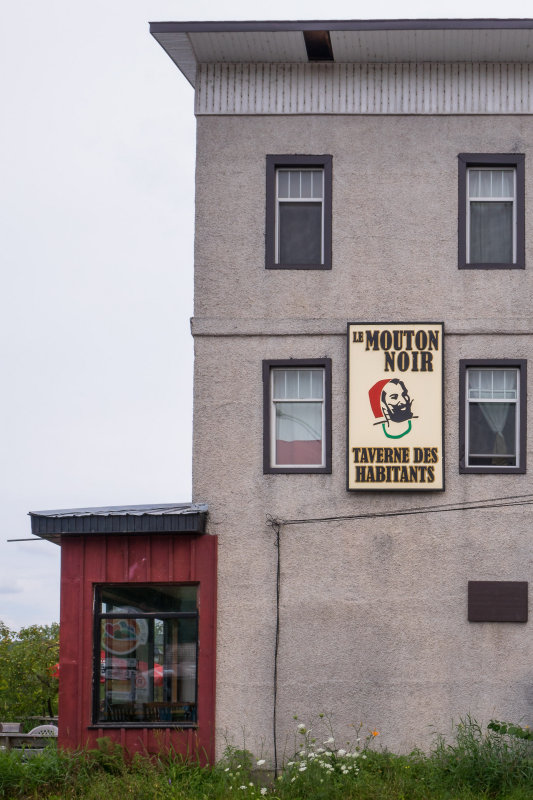 LE MOUTON
NOIR
TAVERNE DES
HABITANTS